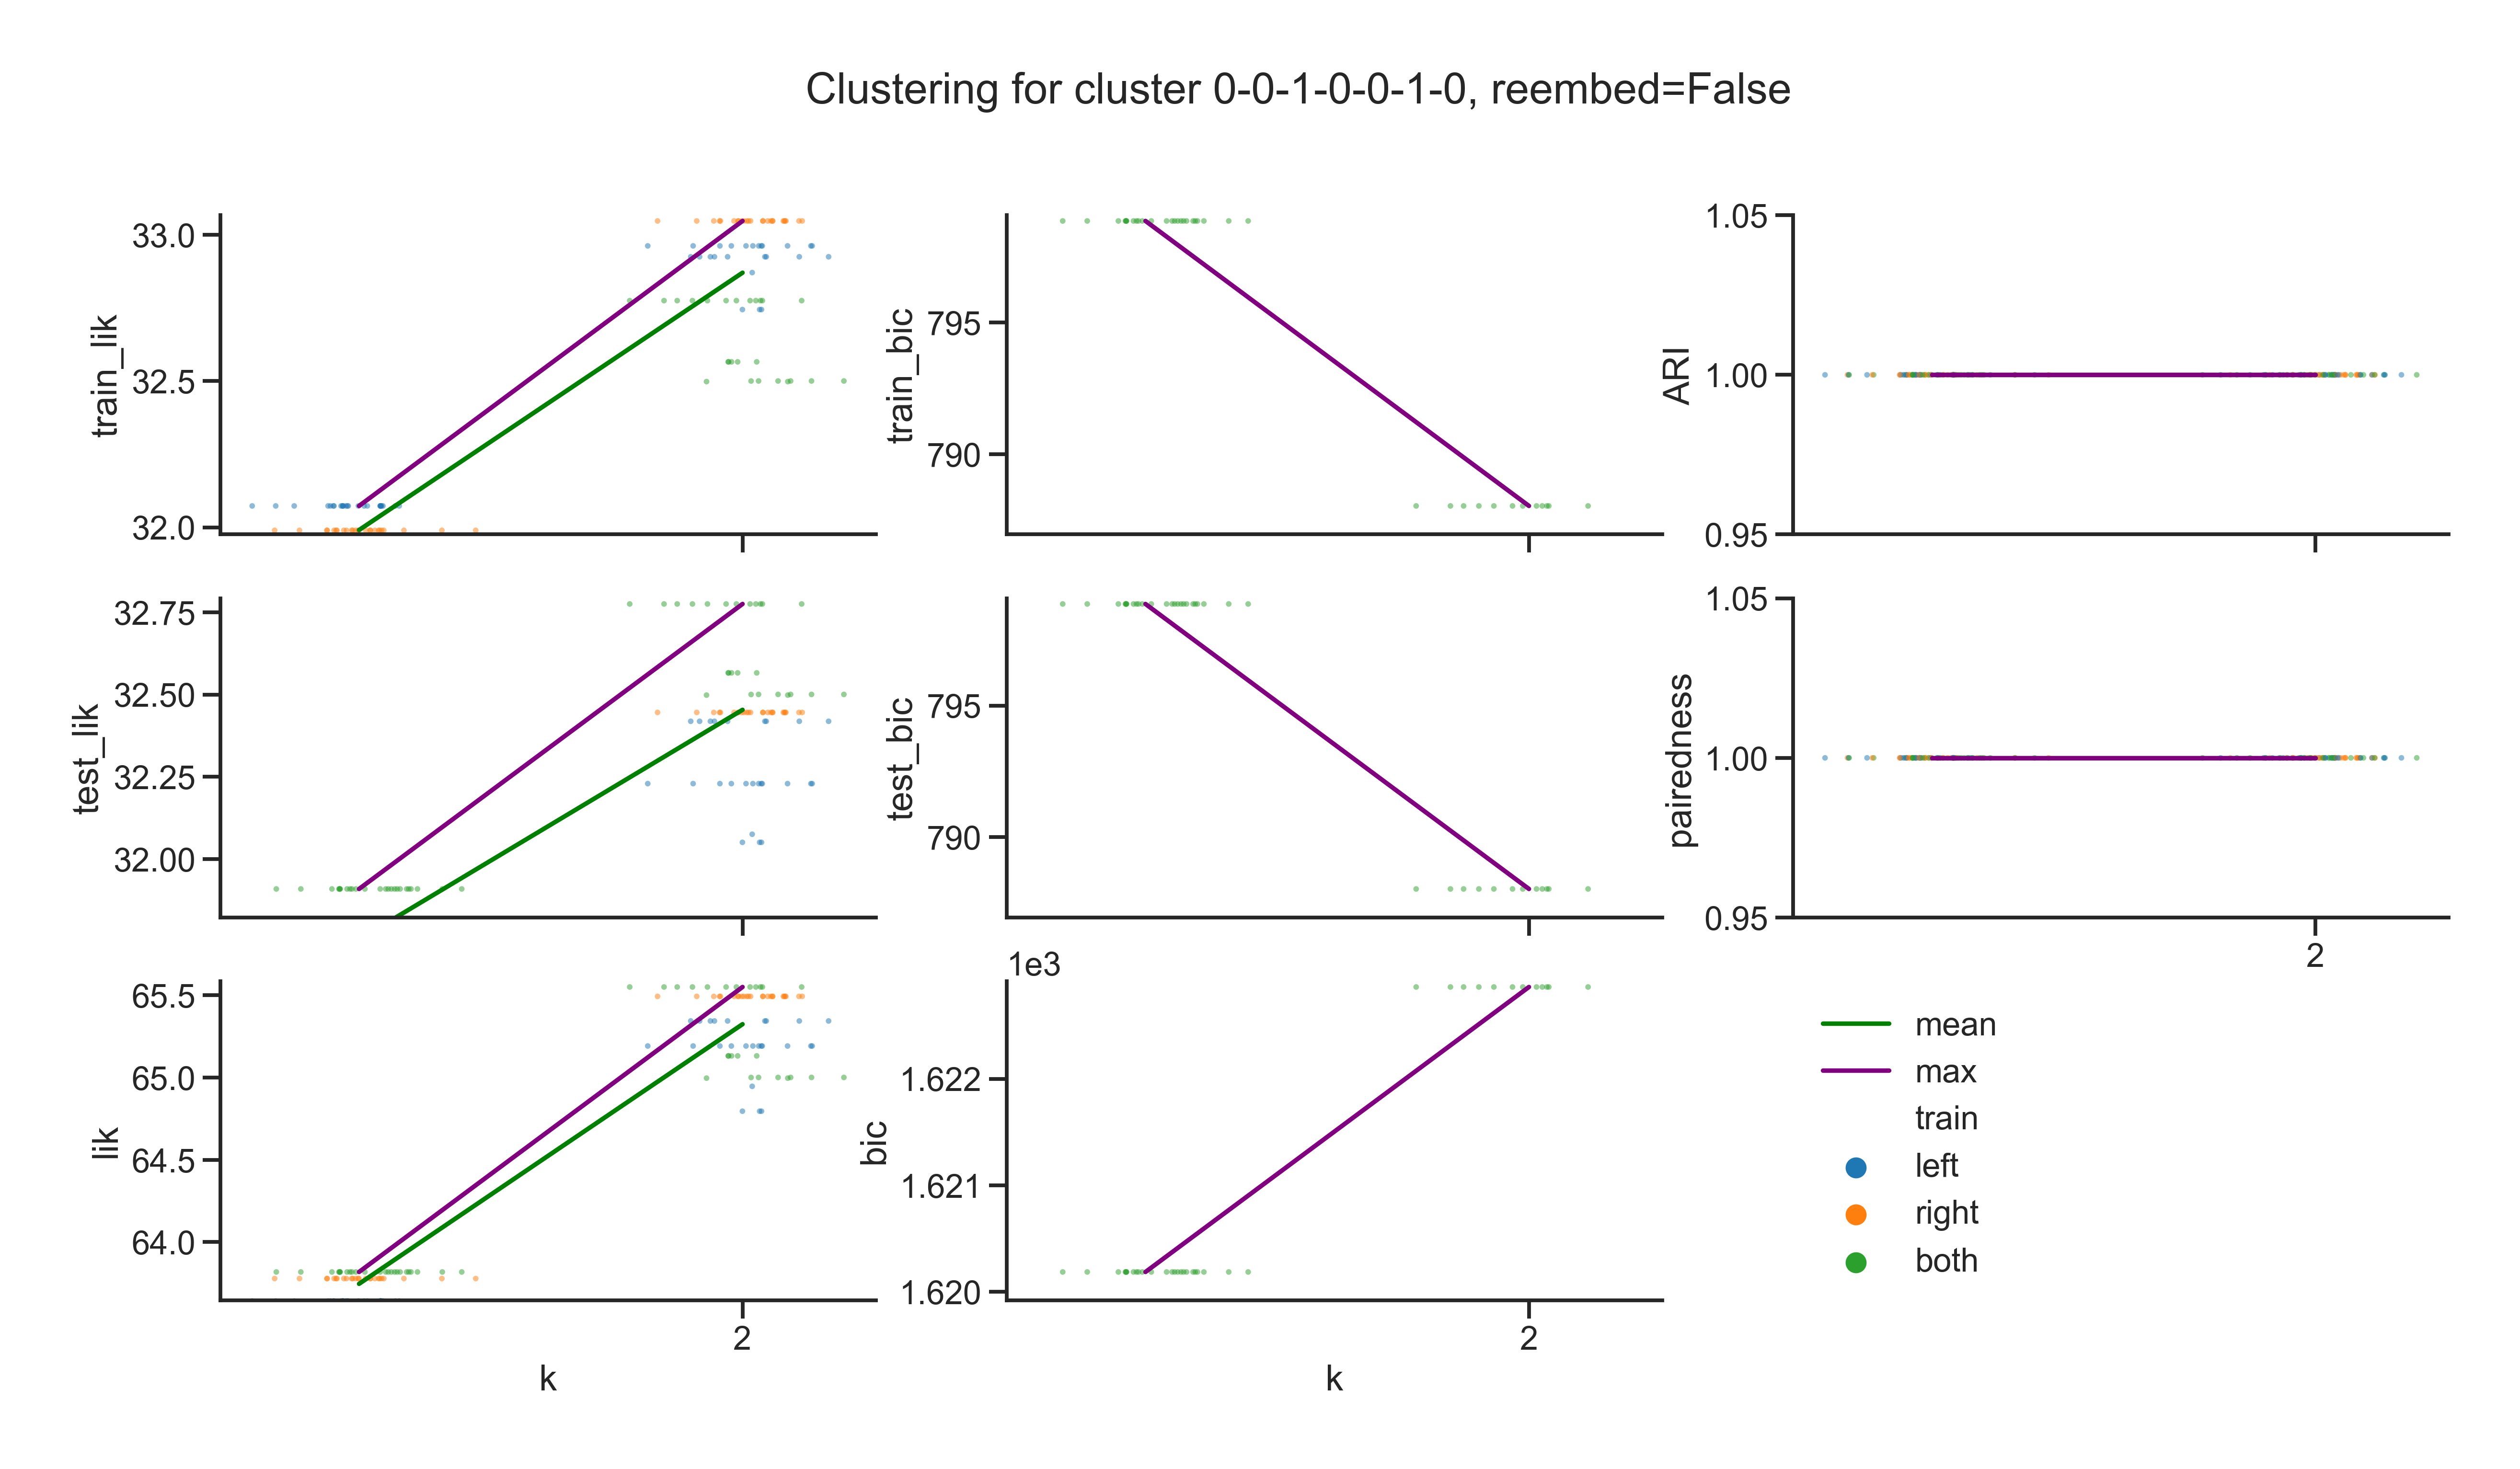 Clustering for cluster 0-0-1-0-0-1-0, reembed=False
train_lik
33.0
32.5
32.0
train_bic
795
790
ARI
1.05
1.00
0.95
test_lik
32.75
32.50
32.25
32.00
test_bic
795
790
pairedness
1.05
1.00
0.95
2
lik
65.5
65.0
64.5
64.0
2
k
1e3
bic
1.622
1.621
1.620
2
k
mean
max
train
left
right
both